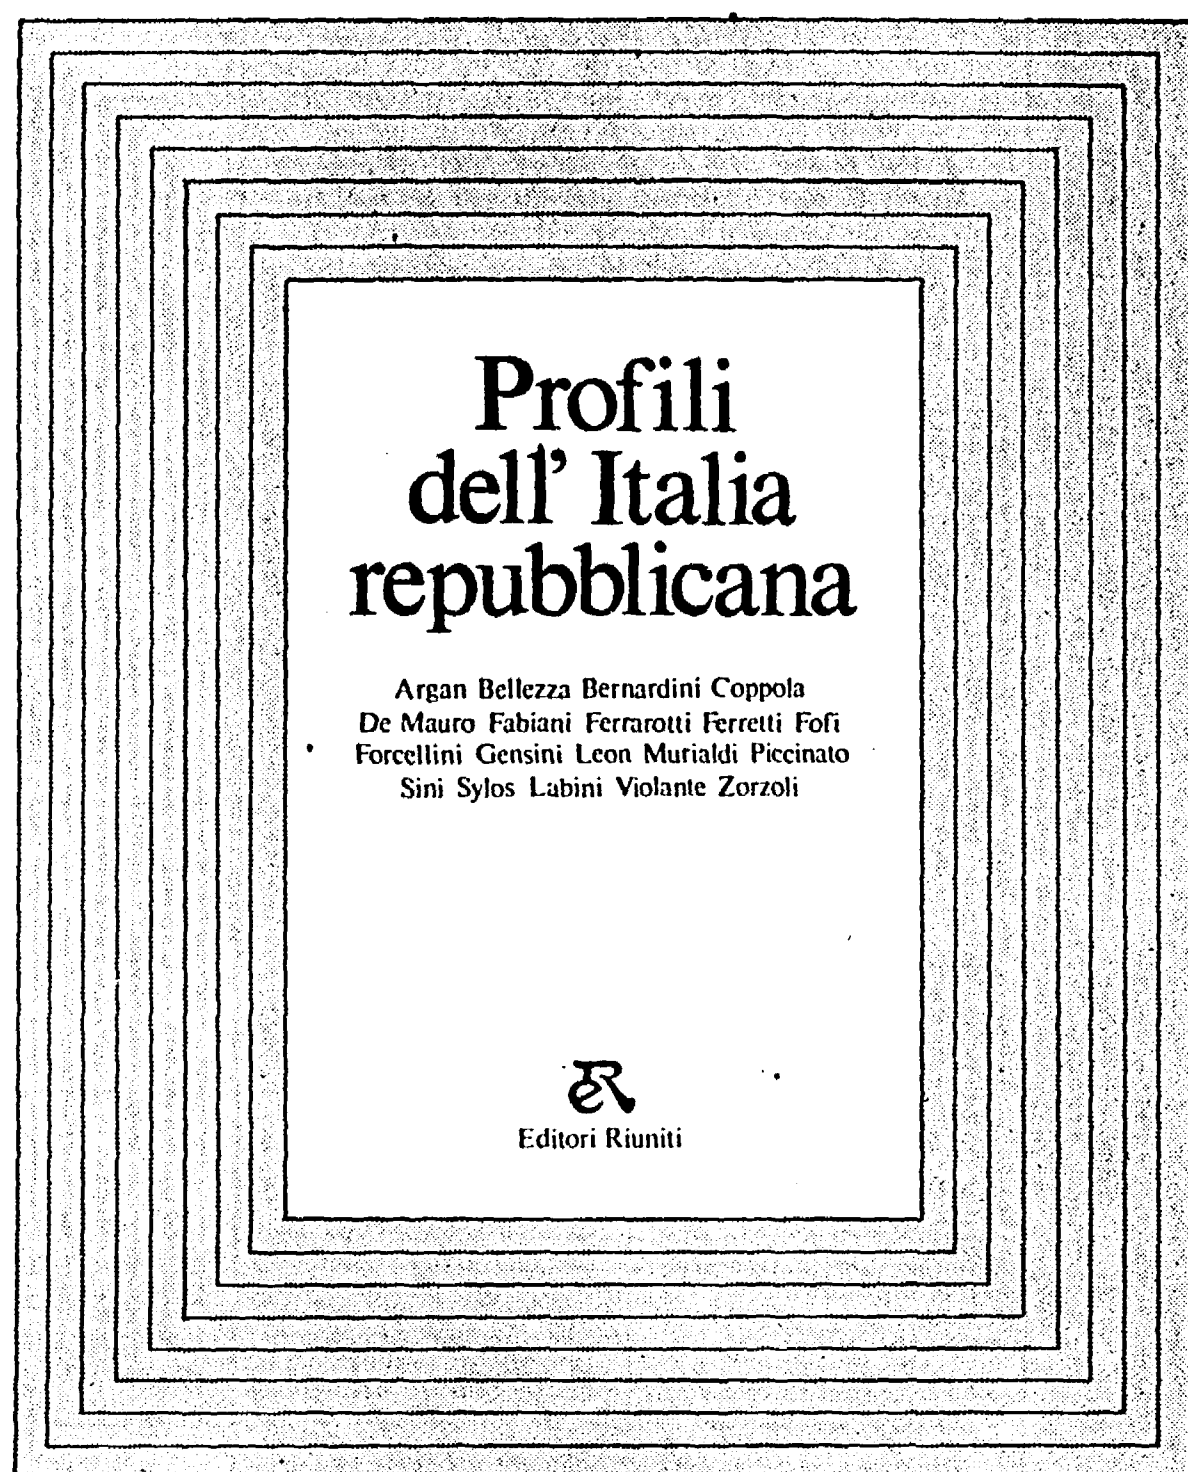 Profili
dell'Italia
repubblicana
Argan Bellezza Bernardini Coppola
De Mauro Fabiani Ferrarotti Ferretti Fofi
Forcellini Gensini Leon Murialdi Piccinato
Sini Sylos Labini Violante Zorzoli
eR
Editori Riuniti